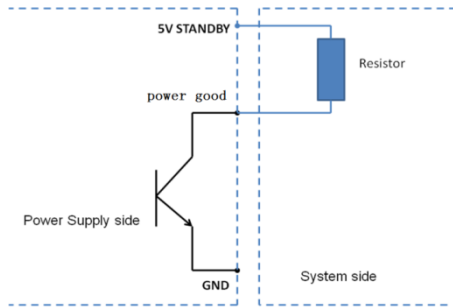 5V STANDBY
Resistor
power good
Power Supply side
GND
System side